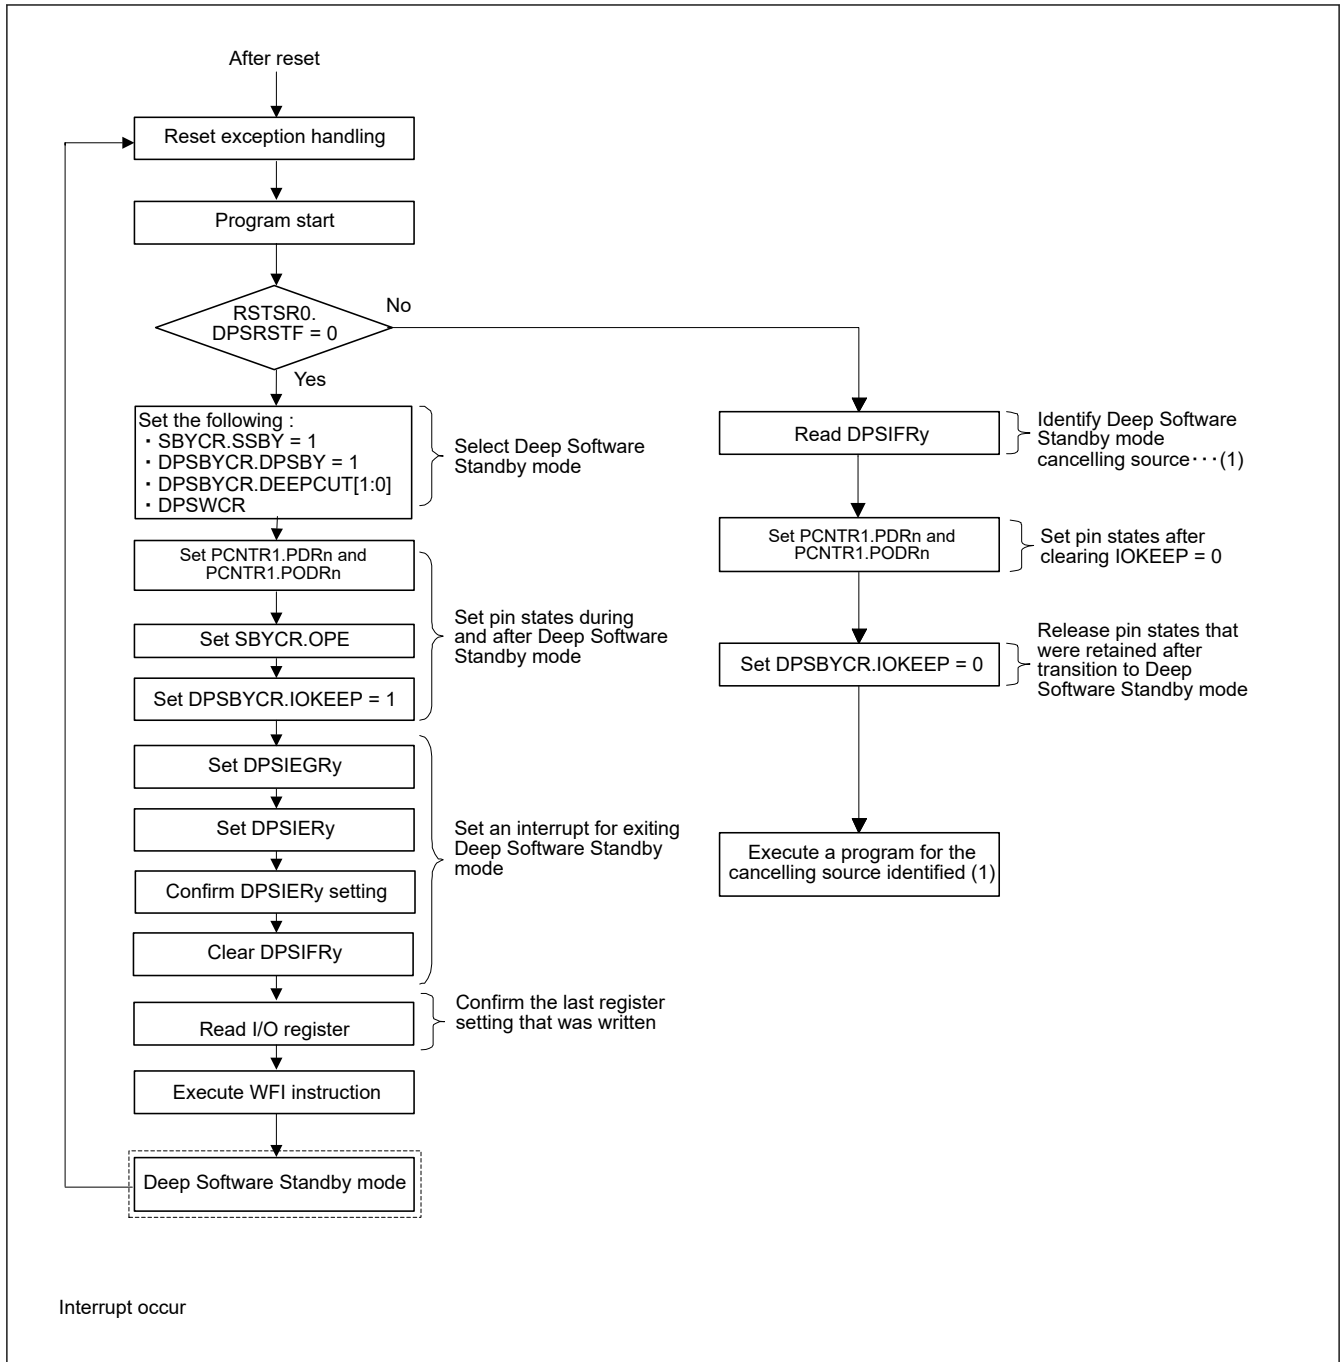 After reset
Reset exception handling
Program start
RSTSR0.
DPSRSTF = 0
No
Yes
Set the following :
・SBYCR.SSBY = 1
・DPSBYCR.DPSBY = 1
・DPSBYCR.DEEPCUT[1:0]
・DPSWCR
Select Deep Software
Standby mode
Set PCNTR1.PDRn and
PCNTR1.PODRn
Set SBYCR.OPE
Set DPSBYCR.IOKEEP = 1
Set pin states during
and after Deep Software
Standby mode
Set DPSIEGRy
Set DPSIERy
Confirm DPSIERy setting
Clear DPSIFRy
Set an interrupt for exiting
Deep Software Standby
mode
Read I/O register
Confirm the last register
setting that was written
Execute WFI instruction
Deep Software Standby mode
Interrupt occur
Read DPSIFRy
Identify Deep Software
Standby mode
cancelling source･･･(1)
Set PCNTR1.PDRn and
PCNTR1.PODRn
Set pin states after
clearing IOKEEP = 0
Set DPSBYCR.IOKEEP = 0
Release pin states that
were retained after
transition to Deep
Software Standby mode
Execute a program for the
cancelling source identified (1)